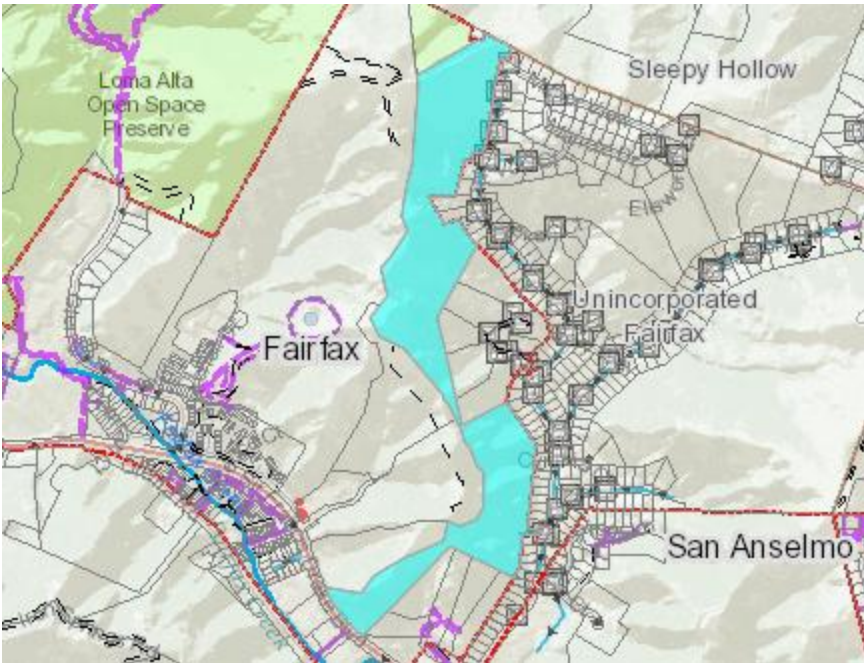 Sleepy Hollow
Loma Alta
Open Space
Preserve
Unincorporated
Fairfax
Fairfax
San Anselmo